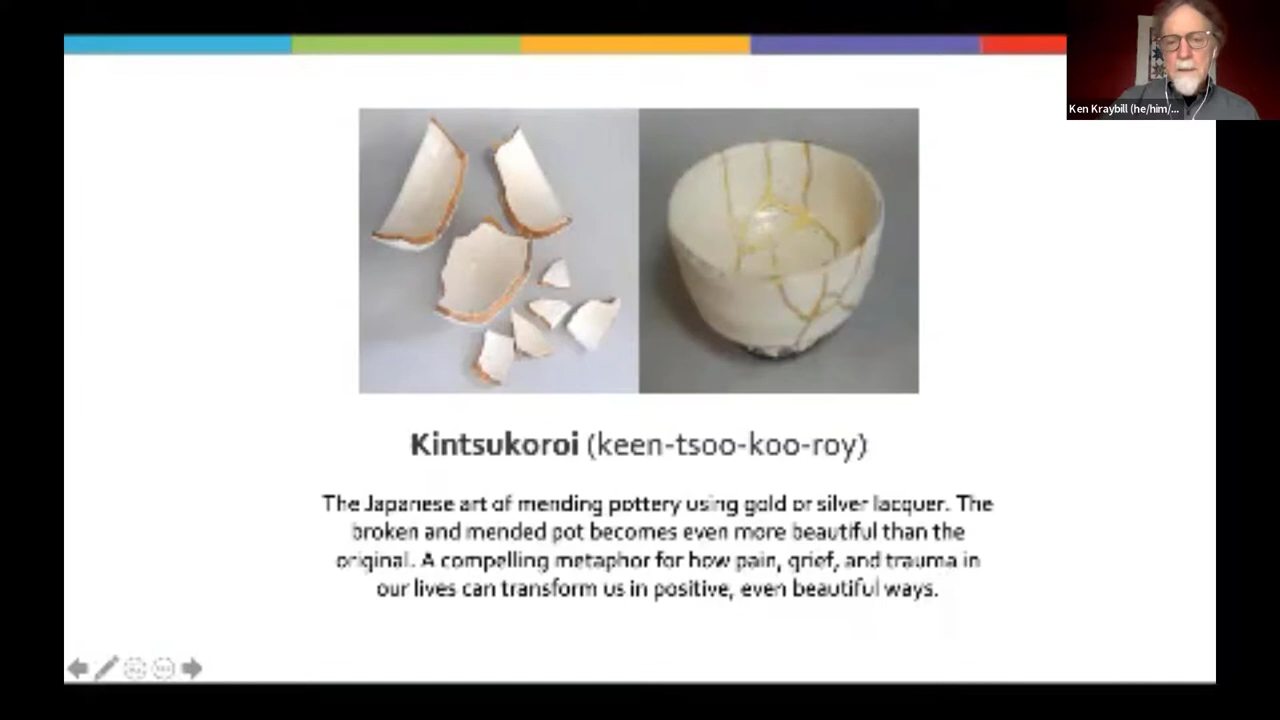 Ken Kraybill (he/him/...
Kintsukoroi (keen-tsoo-koo-roy)
The Japanese art of mending pottery using gold or silver lacquer. The
broken and mended pot becomes even more beautiful than the
original. A compelling metaphor for how pain, grief, and trauma in
our lives can transform us in positive, even beautiful ways.